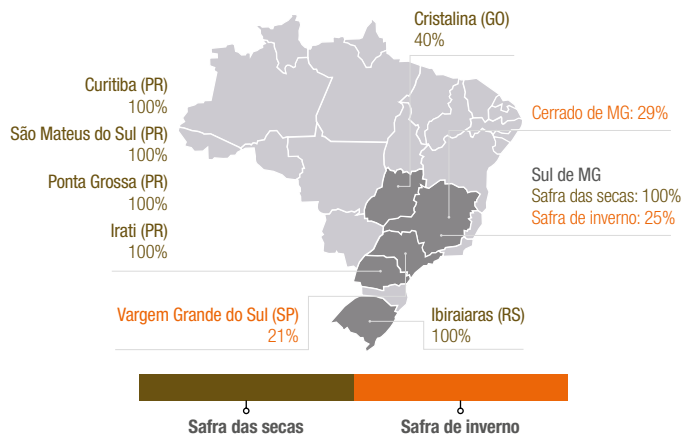 Cristalina (GO)
40%
Curitiba (PR)
100%
São Mateus do Sul (PR)
100%
Ponta Grossa (PR)
100%
Irati (PR)
100%
Cerrado de MG: 29%
Sul de MG
Safra das secas: 100%
Safra de inverno: 25%
Vargem Grande do Sul (SP)
21%
Ibiraiaras (RS)
100%
Safra das secas
Safra de inverno